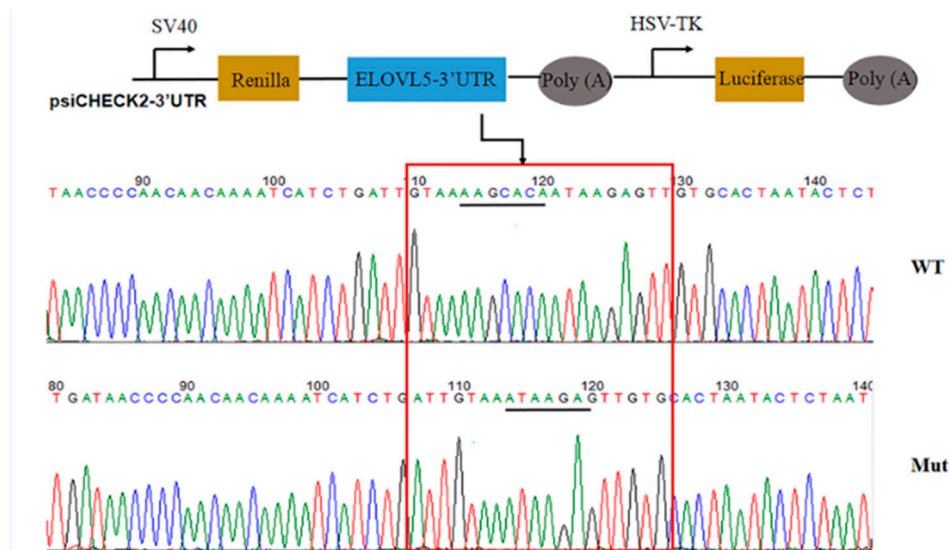 SV40
HSV-TK
Renilla
ELOVL5-3'UTR
Poly (A)
Luciferase
Poly (A)
psiCHECK2-3'UTR
90 100 110 120 130 140
TAACCCCAACAACAAAATCATCTGATTGTAAAAGCACAATAAGAGTTGTGCACTAATACTCT
WT
80 90 100 110 120 130 140
TGATAACCCCAACAACAAAATCATCTGATTGTAAATAAGAGTTGTGCACTAATACTCTAAT
Mut